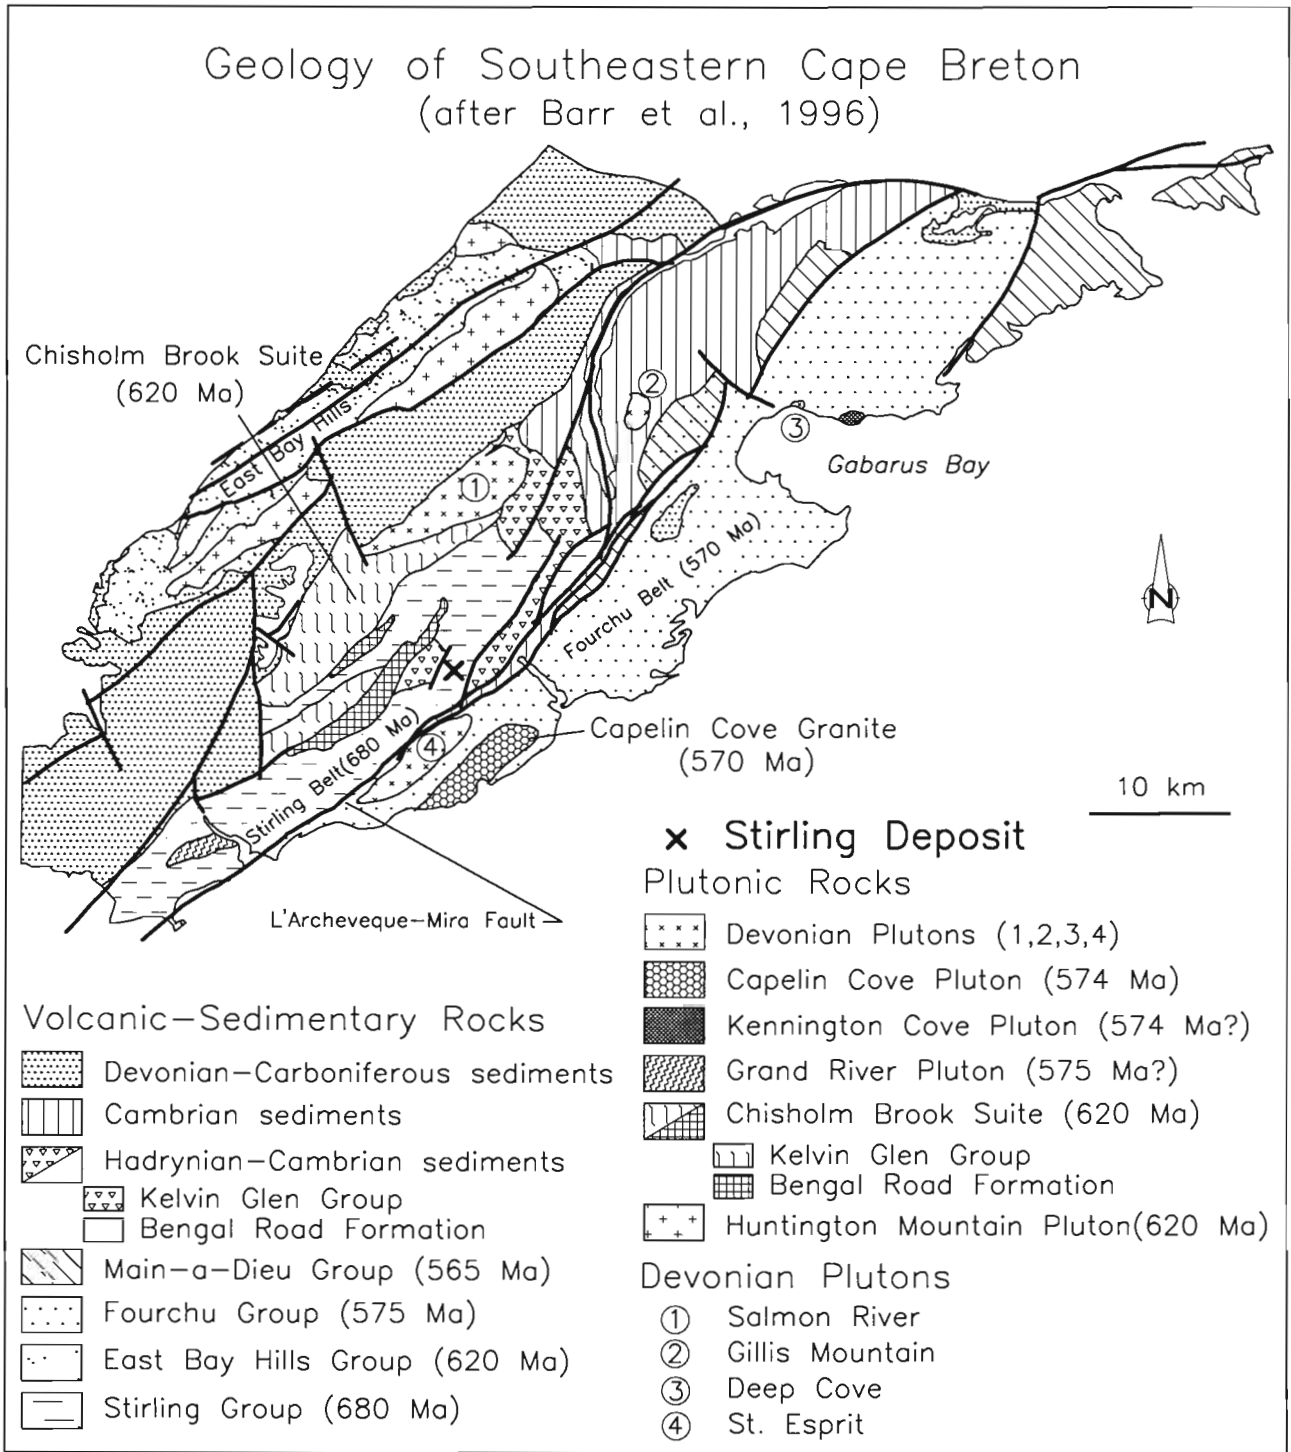 Geology of Southeastern Cape Breton
(after Barr et al., 1996)
Chisholm Brook Suite
(620 Ma)
East Bay Hills
1
2
3
Gabarus Bay
Fourchu Belt (570 Ma)
N
Capelin Cove Granite
(570 Ma)
4
Stirling Belt(680 Ma)
10 km
L'Archeveque-Mira Fault
x Stirling Deposit
Plutonic Rocks
Devonian Plutons (1,2,3,4)
Capelin Cove Pluton (574 Ma)
Kennington Cove Pluton (574 Ma?)
Grand River Pluton (575 Ma?)
Chisholm Brook Suite (620 Ma)
Kelvin Glen Group
Bengal Road Formation
Huntington Mountain Pluton(620 Ma)
Devonian Plutons
1 Salmon River
2 Gillis Mountain
3 Deep Cove
4 St. Esprit
Volcanic-Sedimentary Rocks
Devonian-Carboniferous sediments
Cambrian sediments
Hadrynian-Cambrian sediments
Kelvin Glen Group
Bengal Road Formation
Main-a-Dieu Group (565 Ma)
Fourchu Group (575 Ma)
East Bay Hills Group (620 Ma)
Stirling Group (680 Ma)